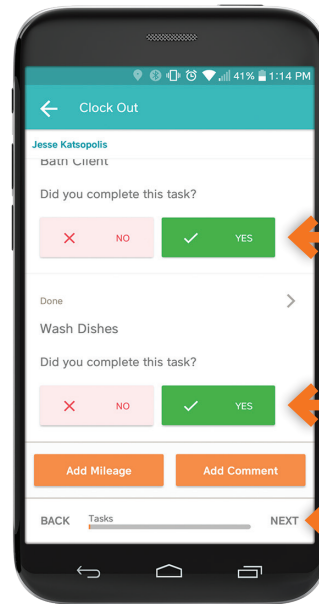 41% 1:14 PM
Clock Out
Jesse Katsopolis
Bath Client
Did you complete this task?
NO YES
Done
Wash Dishes
Did you complete this task?
NO YES
Add Mileage Add Comment
BACK Tasks NEXT